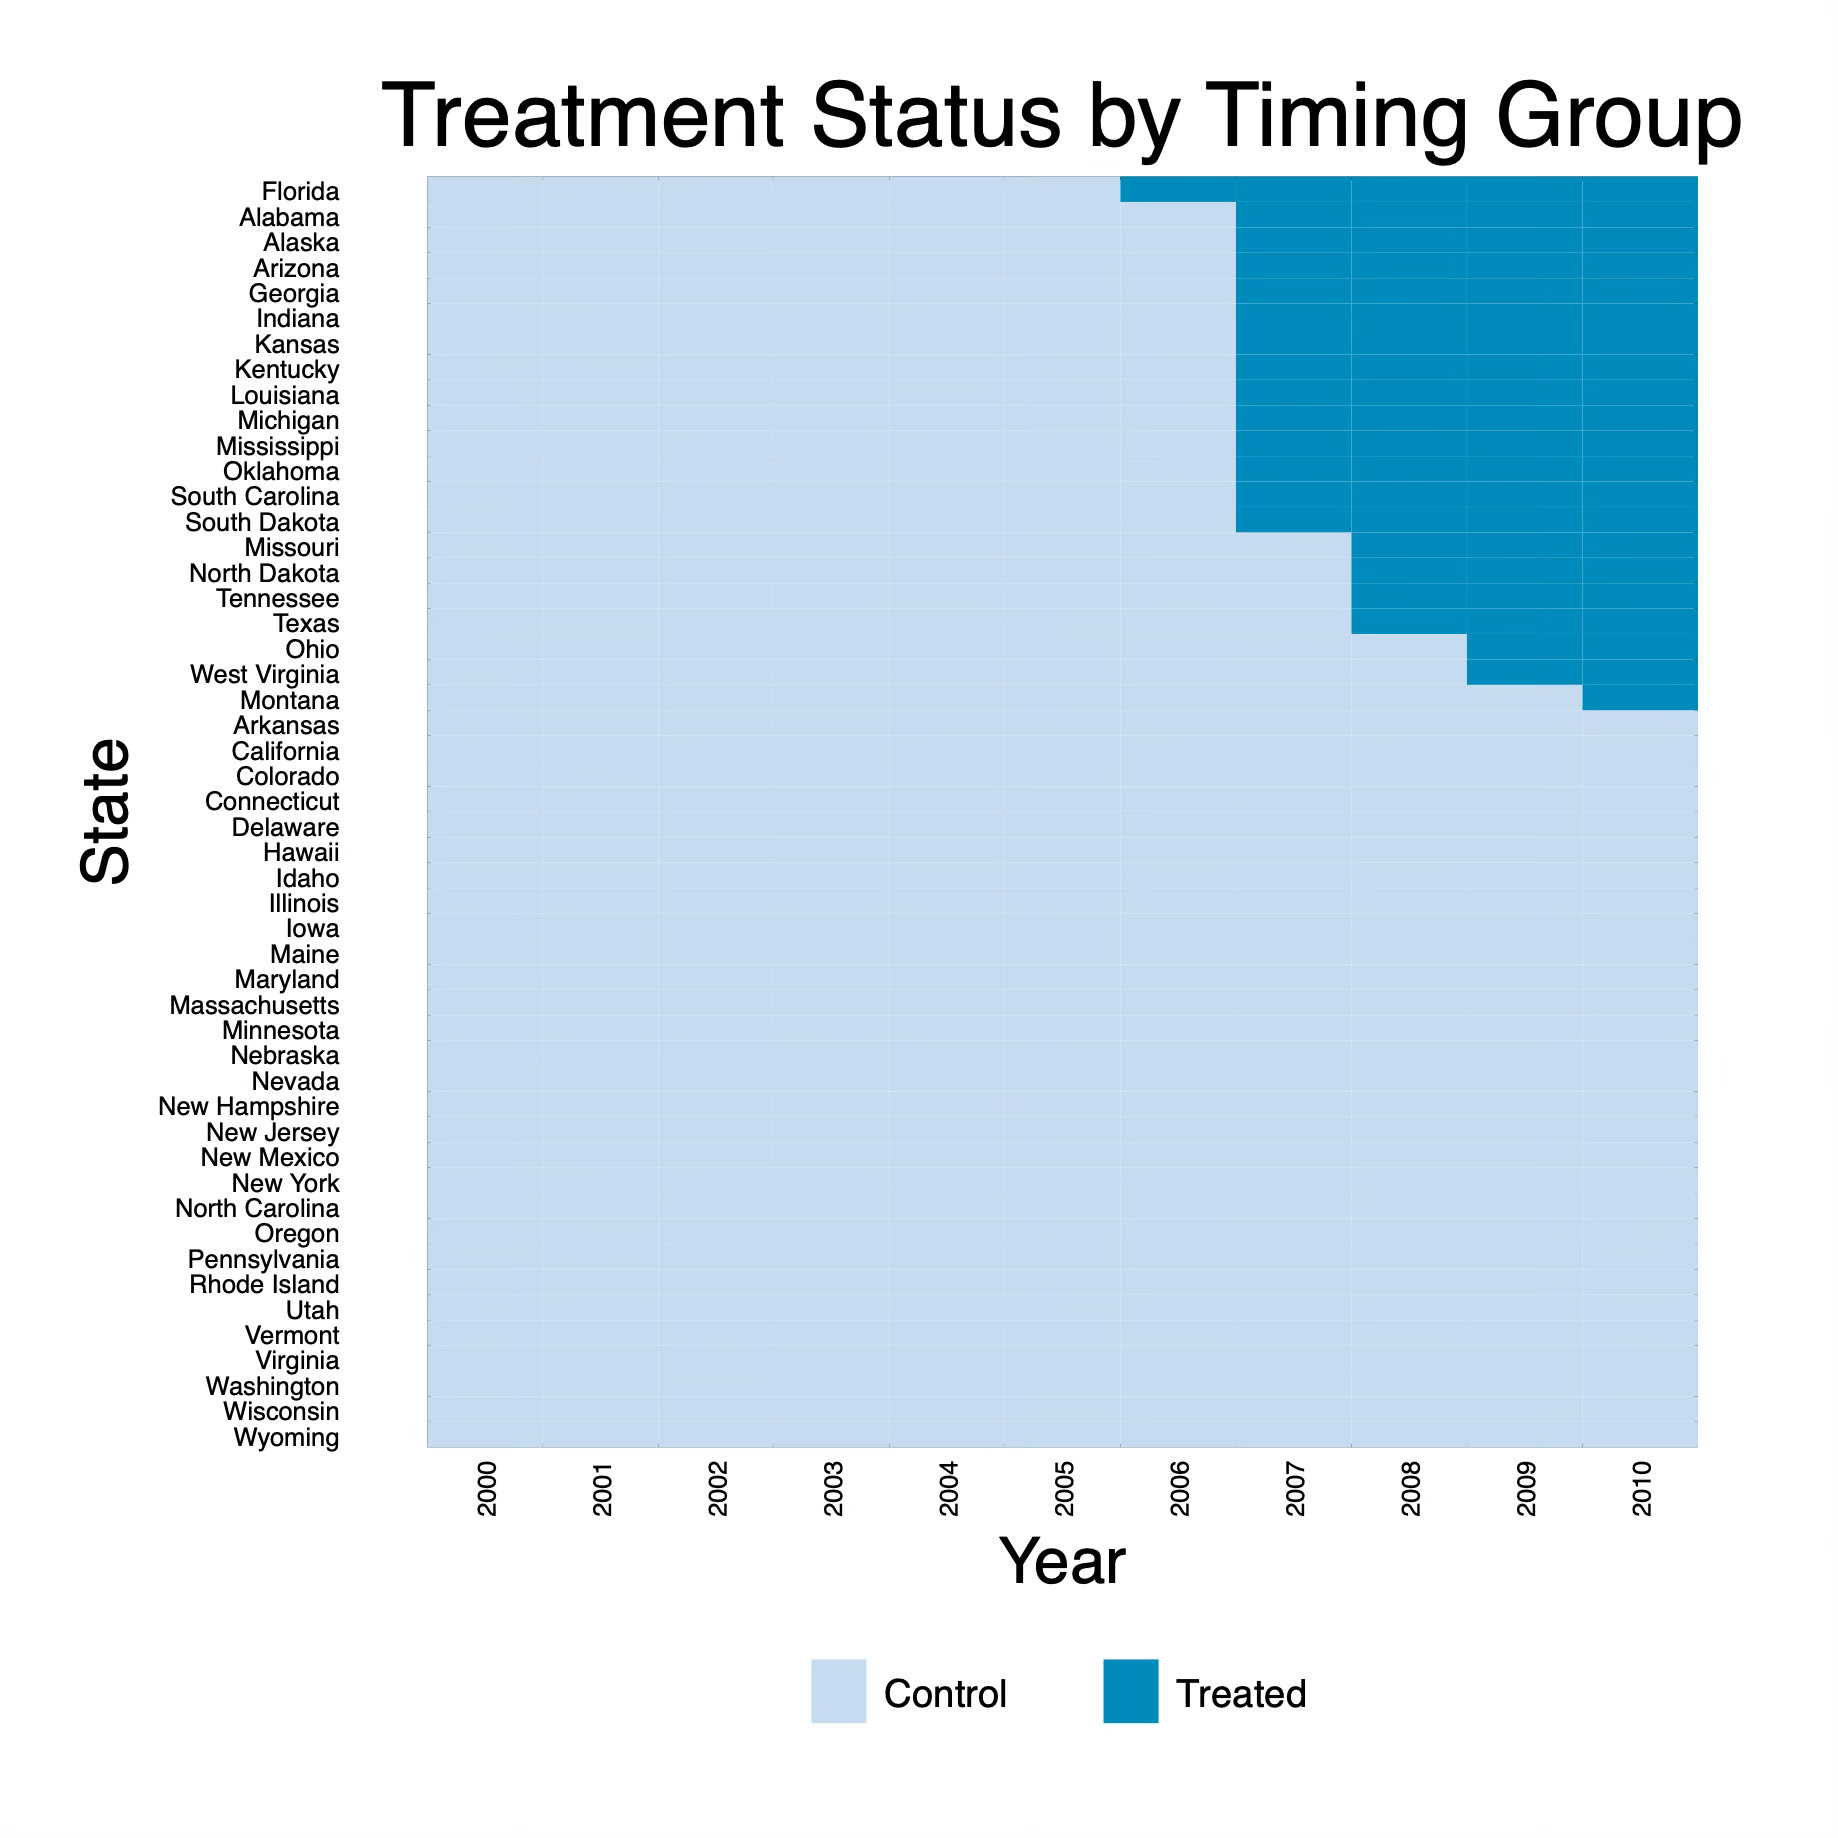 Treatment Status by Timing Group
Florida
Alabama
Alaska
Arizona
Georgia
Indiana
Kansas
Kentucky
Louisiana
Michigan
Mississippi
Oklahoma
South Carolina
South Dakota
Missouri
North Dakota
Tennessee
Texas
Ohio
West Virginia
Montana
Arkansas
California
Colorado
Connecticut
Delaware
Hawaii
Idaho
Illinois
Iowa
Maine
Maryland
Massachusetts
Minnesota
Nebraska
Nevada
New Hampshire
New Jersey
New Mexico
New York
North Carolina
Oregon
Pennsylvania
Rhode Island
Utah
Vermont
Virginia
Washington
Wisconsin
Wyoming
State
2000 2001 2002 2003 2004 2005 2006 2007 2008 2009 2010
Year
Control Treated